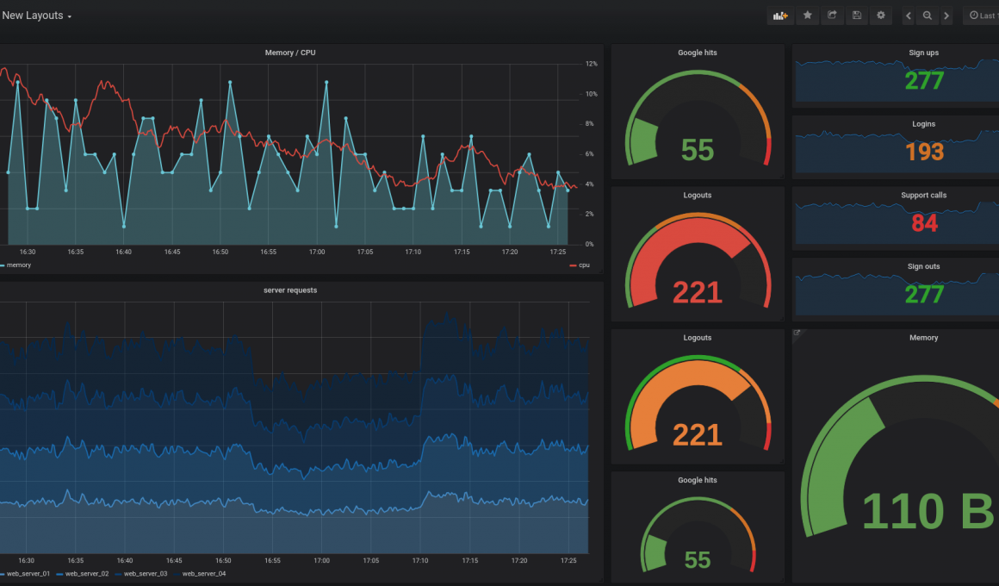 New Layouts
Last
Memory / CPU
12%
10%
8%
6%
4%
2%
0%
16:30 16:35 16:40 16:45 16:50 16:55 17:00 17:05 17:10 17:15 17:20 17:25
memory
cpu
server requests
16:30 16:35 16:40 16:45 16:50 16:55 17:00 17:05 17:10 17:15 17:20 17:25
web_server_01 web_server_02 web_server_03 web_server_04
Google hits
55
Logouts
221
Logouts
221
Google hits
55
Sign ups
277
Logins
193
Support calls
84
Sign outs
277
Memory
110 B